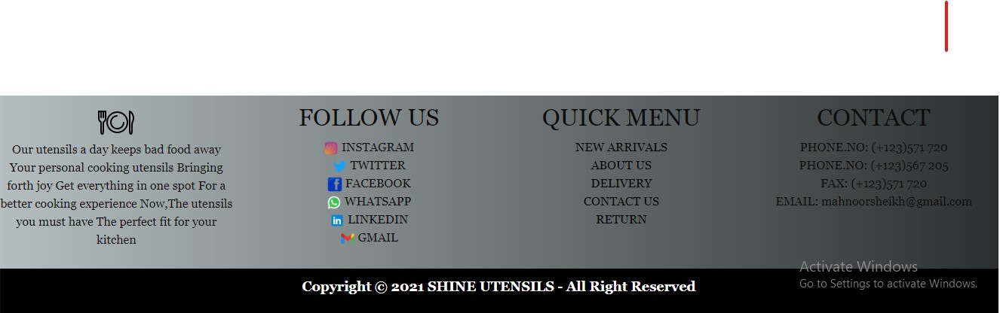 Our utensils a day keeps bad food away
Your personal cooking utensils Bringing
forth joy Get everything in one spot For a
better cooking experience Now,The utensils
you must have The perfect fit for your
kitchen
FOLLOW US
INSTAGRAM
TWITTER
FACEBOOK
WHATSAPP
LINKEDIN
GMAIL
QUICK MENU
NEW ARRIVALS
ABOUT US
DELIVERY
CONTACT US
RETURN
CONTACT
PHONE.NO: (+123)571 720
PHONE.NO: (+123)567 205
FAX: (+123)571 720
EMAIL: mahnoorsheikh@gmail.com
Copyright © 2021 SHINE UTENSILS - All Right Reserved
Activate Windows
Go to Settings to activate Windows.